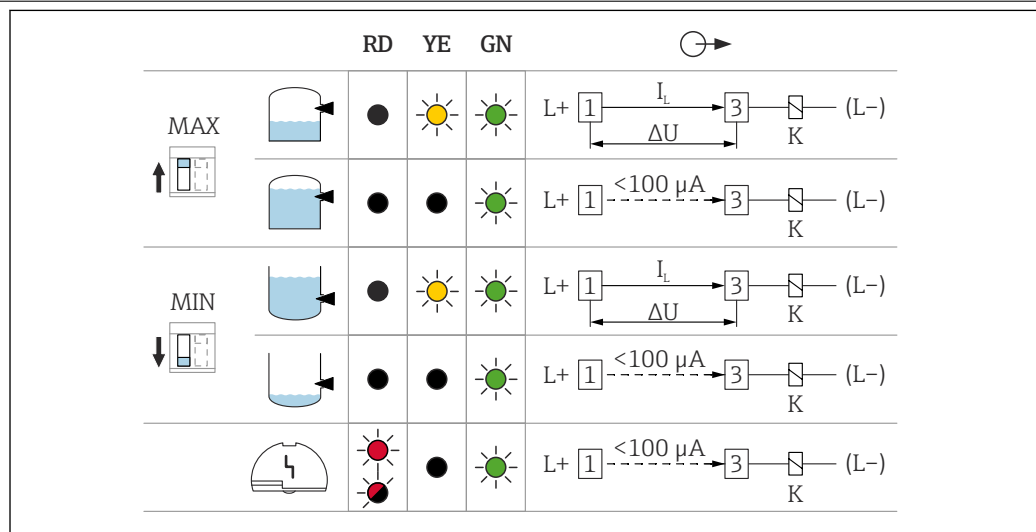 RD YE GN
MAX
L+ 1 I_L 3 (L–)
ΔU K
L+ 1 <100 µA 3 (L–)
K
MIN
L+ 1 I_L 3 (L–)
ΔU K
L+ 1 <100 µA 3 (L–)
K
L+ 1 <100 µA 3 (L–)
K